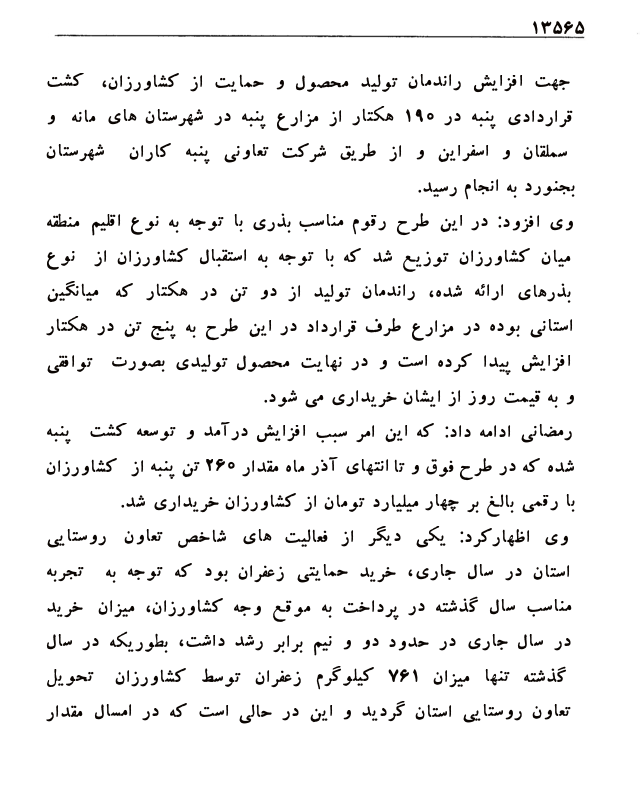 ۱۳۵۶۵
جهت افزایش راندمان تولید محصول و حمایت از کشاورزان، کشت
قراردادی پنبه در ۱۹۰ هکتار از مزارع پنبه در شهرستان های مانه و
سملقان و اسفراین و از طریق شرکت تعاونی پنبه کاران شهرستان
بجنورد به انجام رسید.
وی افزود: در این طرح رقوم مناسب بذری با توجه به نوع اقلیم منطقه
میان کشاورزان توزیع شد که با توجه به استقبال کشاورزان از نوع
بذرهای ارائه شده، راندمان تولید از دو تن در هکتار که میانگین
استانی بوده در مزارع طرف قرارداد در این طرح به پنج تن در هکتار
افزایش پیدا کرده است و در نهایت محصول تولیدی بصورت توافقی
و به قیمت روز از ایشان خریداری می شود.
رمضانی ادامه داد: که این امر سبب افزایش درآمد و توسعه کشت پنبه
شده که در طرح فوق و تا انتهای آذر ماه مقدار ۲۶۰ تن پنبه از کشاورزان
با رقمی بالغ بر چهار میلیارد تومان از کشاورزان خریداری شد.
وی اظهارکرد: یکی دیگر از فعالیت های شاخص تعاون روستایی
استان در سال جاری، خرید حمایتی زعفران بود که توجه به تجربه
مناسب سال گذشته در پرداخت به موقع وجه کشاورزان، میزان خرید
در سال جاری در حدود دو و نیم برابر رشد داشت، بطوریکه در سال
گذشته تنها میزان ۷۶۱ کیلوگرم زعفران توسط کشاورزان تحویل
تعاون روستایی استان گردید و این در حالی است که در امسال مقدار